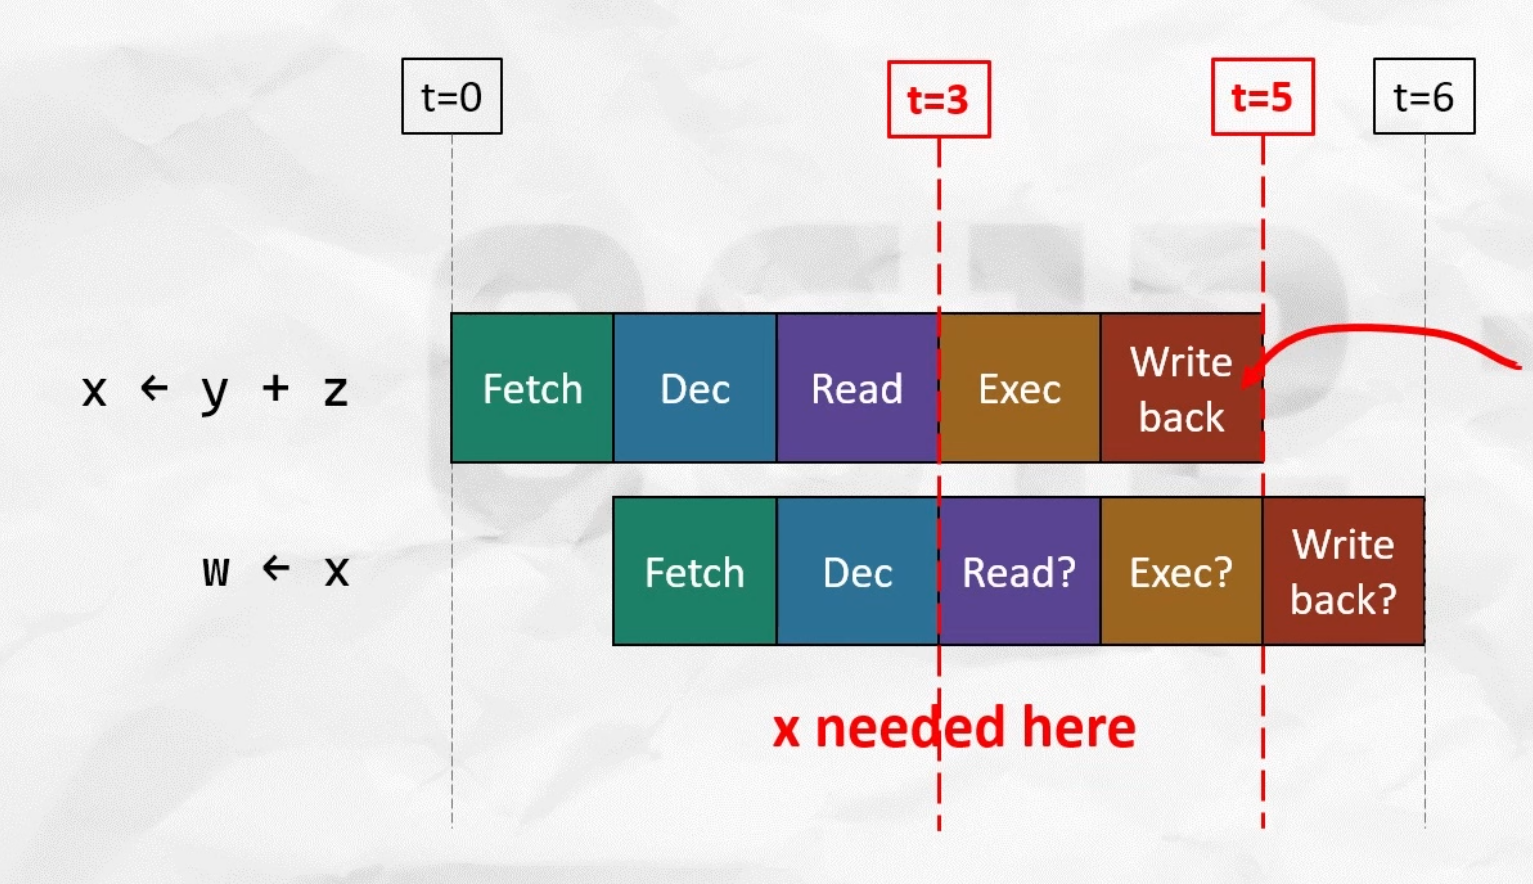 t=0
t=3
t=5
t=6
x ← y + z
Fetch
Dec
Read
Exec
Write
back
w ← x
Fetch
Dec
Read?
Exec?
Write
back?
x needed here